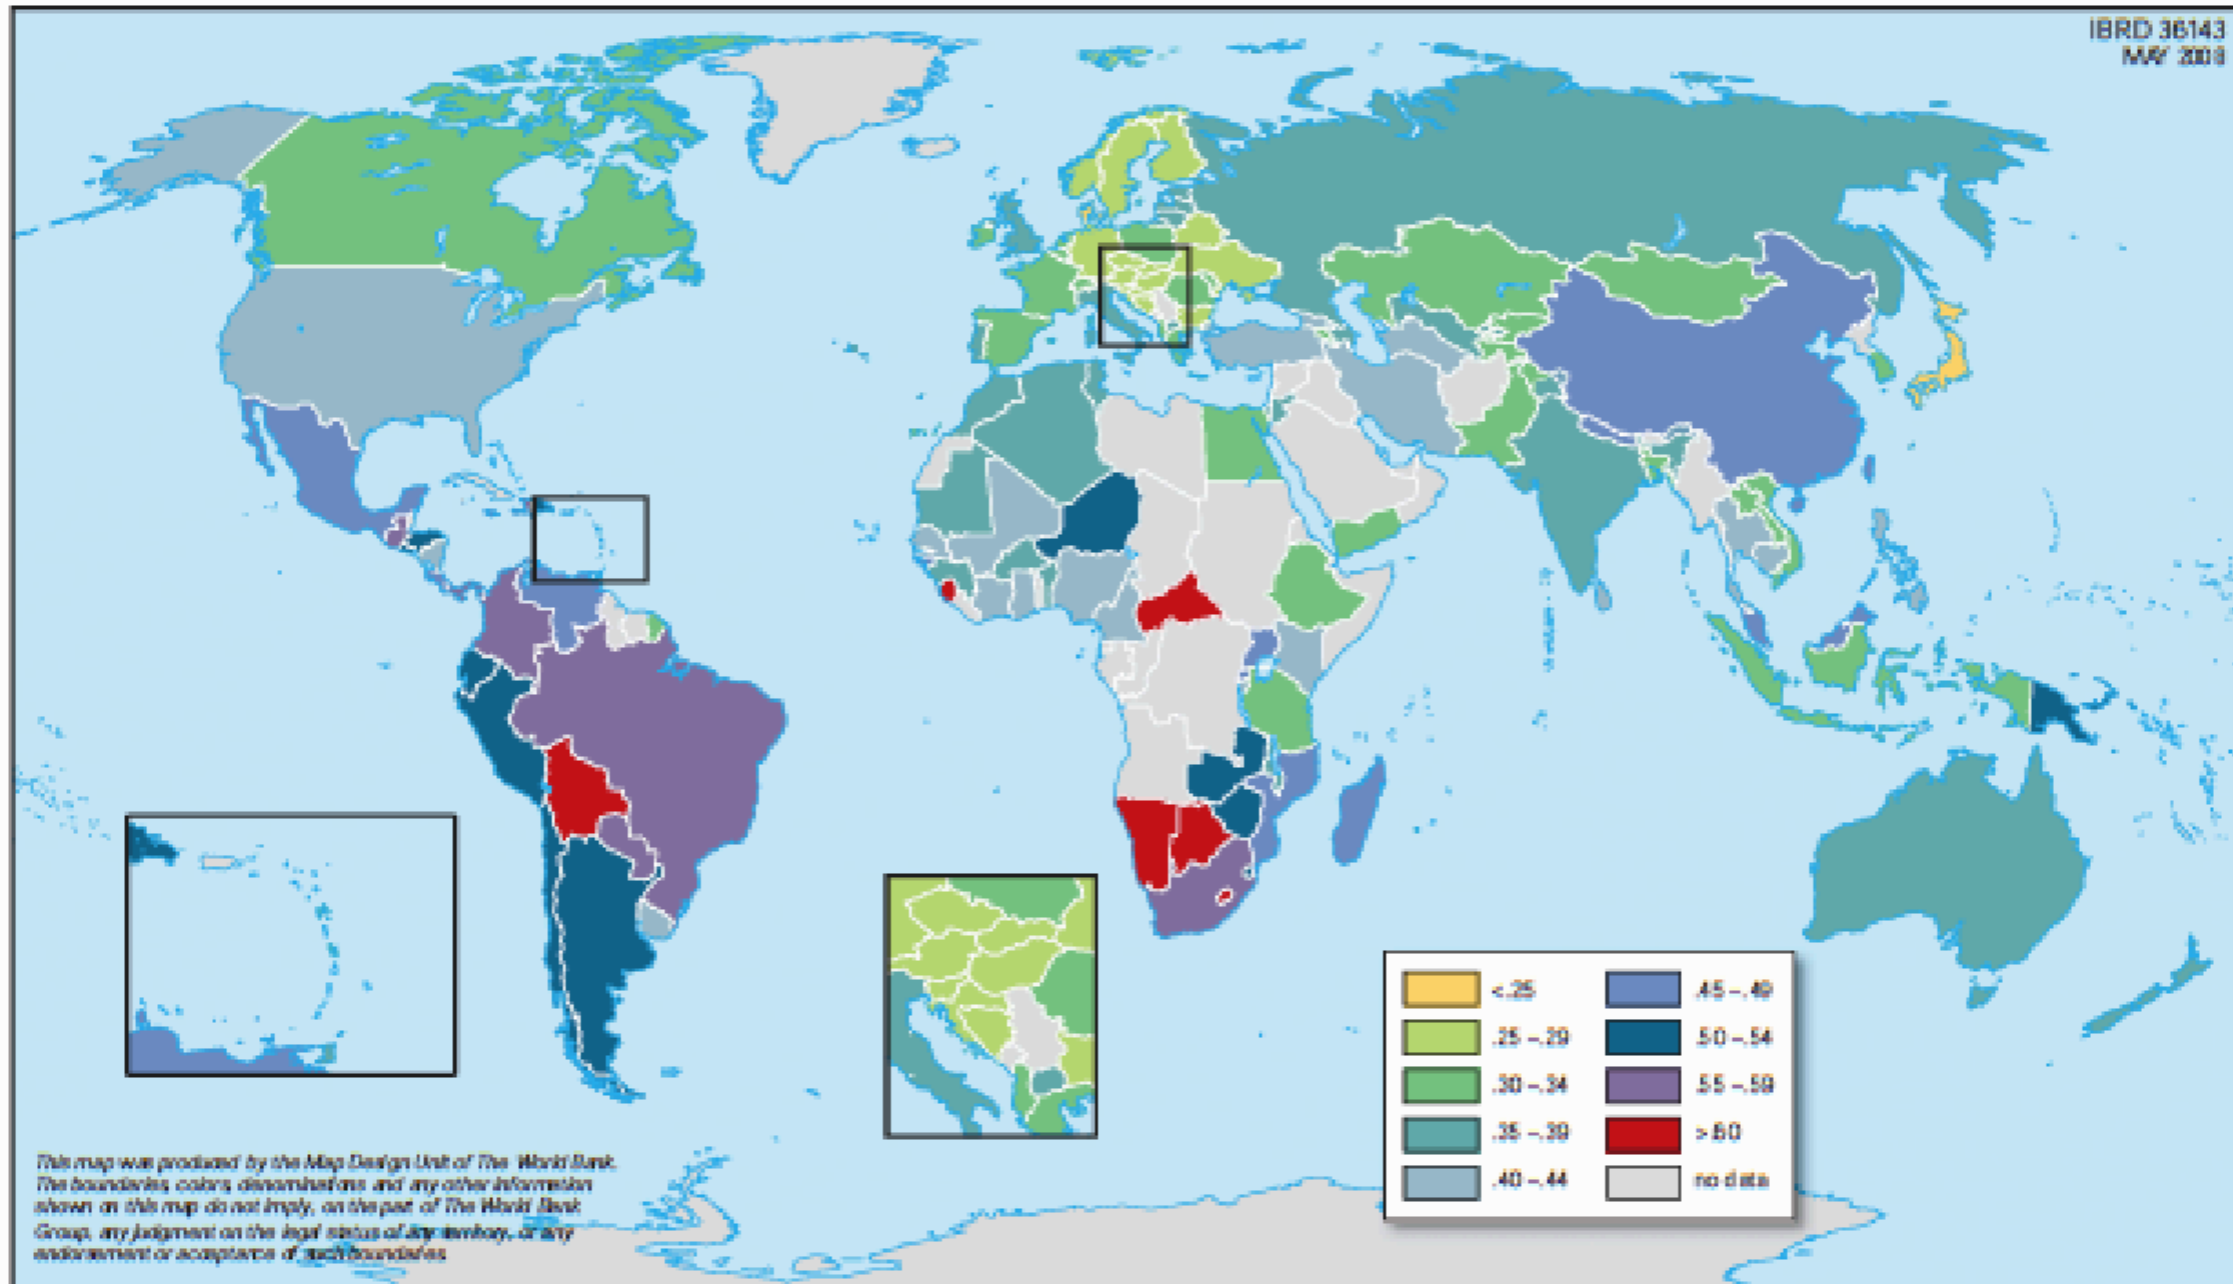 IBRD 36143
MAY 2008
<.25
.25 –.29
.30 –.34
.35 –.39
.40 –.44
.45 –.49
.50 –.54
.55 –.59
>.60
no data
This map was produced by the Map Design Unit of The World Bank.
The boundaries, colors, denominations and any other information
shown on this map do not imply, on the part of The World Bank
Group, any judgment on the legal status of any territory, or any
endorsement or acceptance of such boundaries.